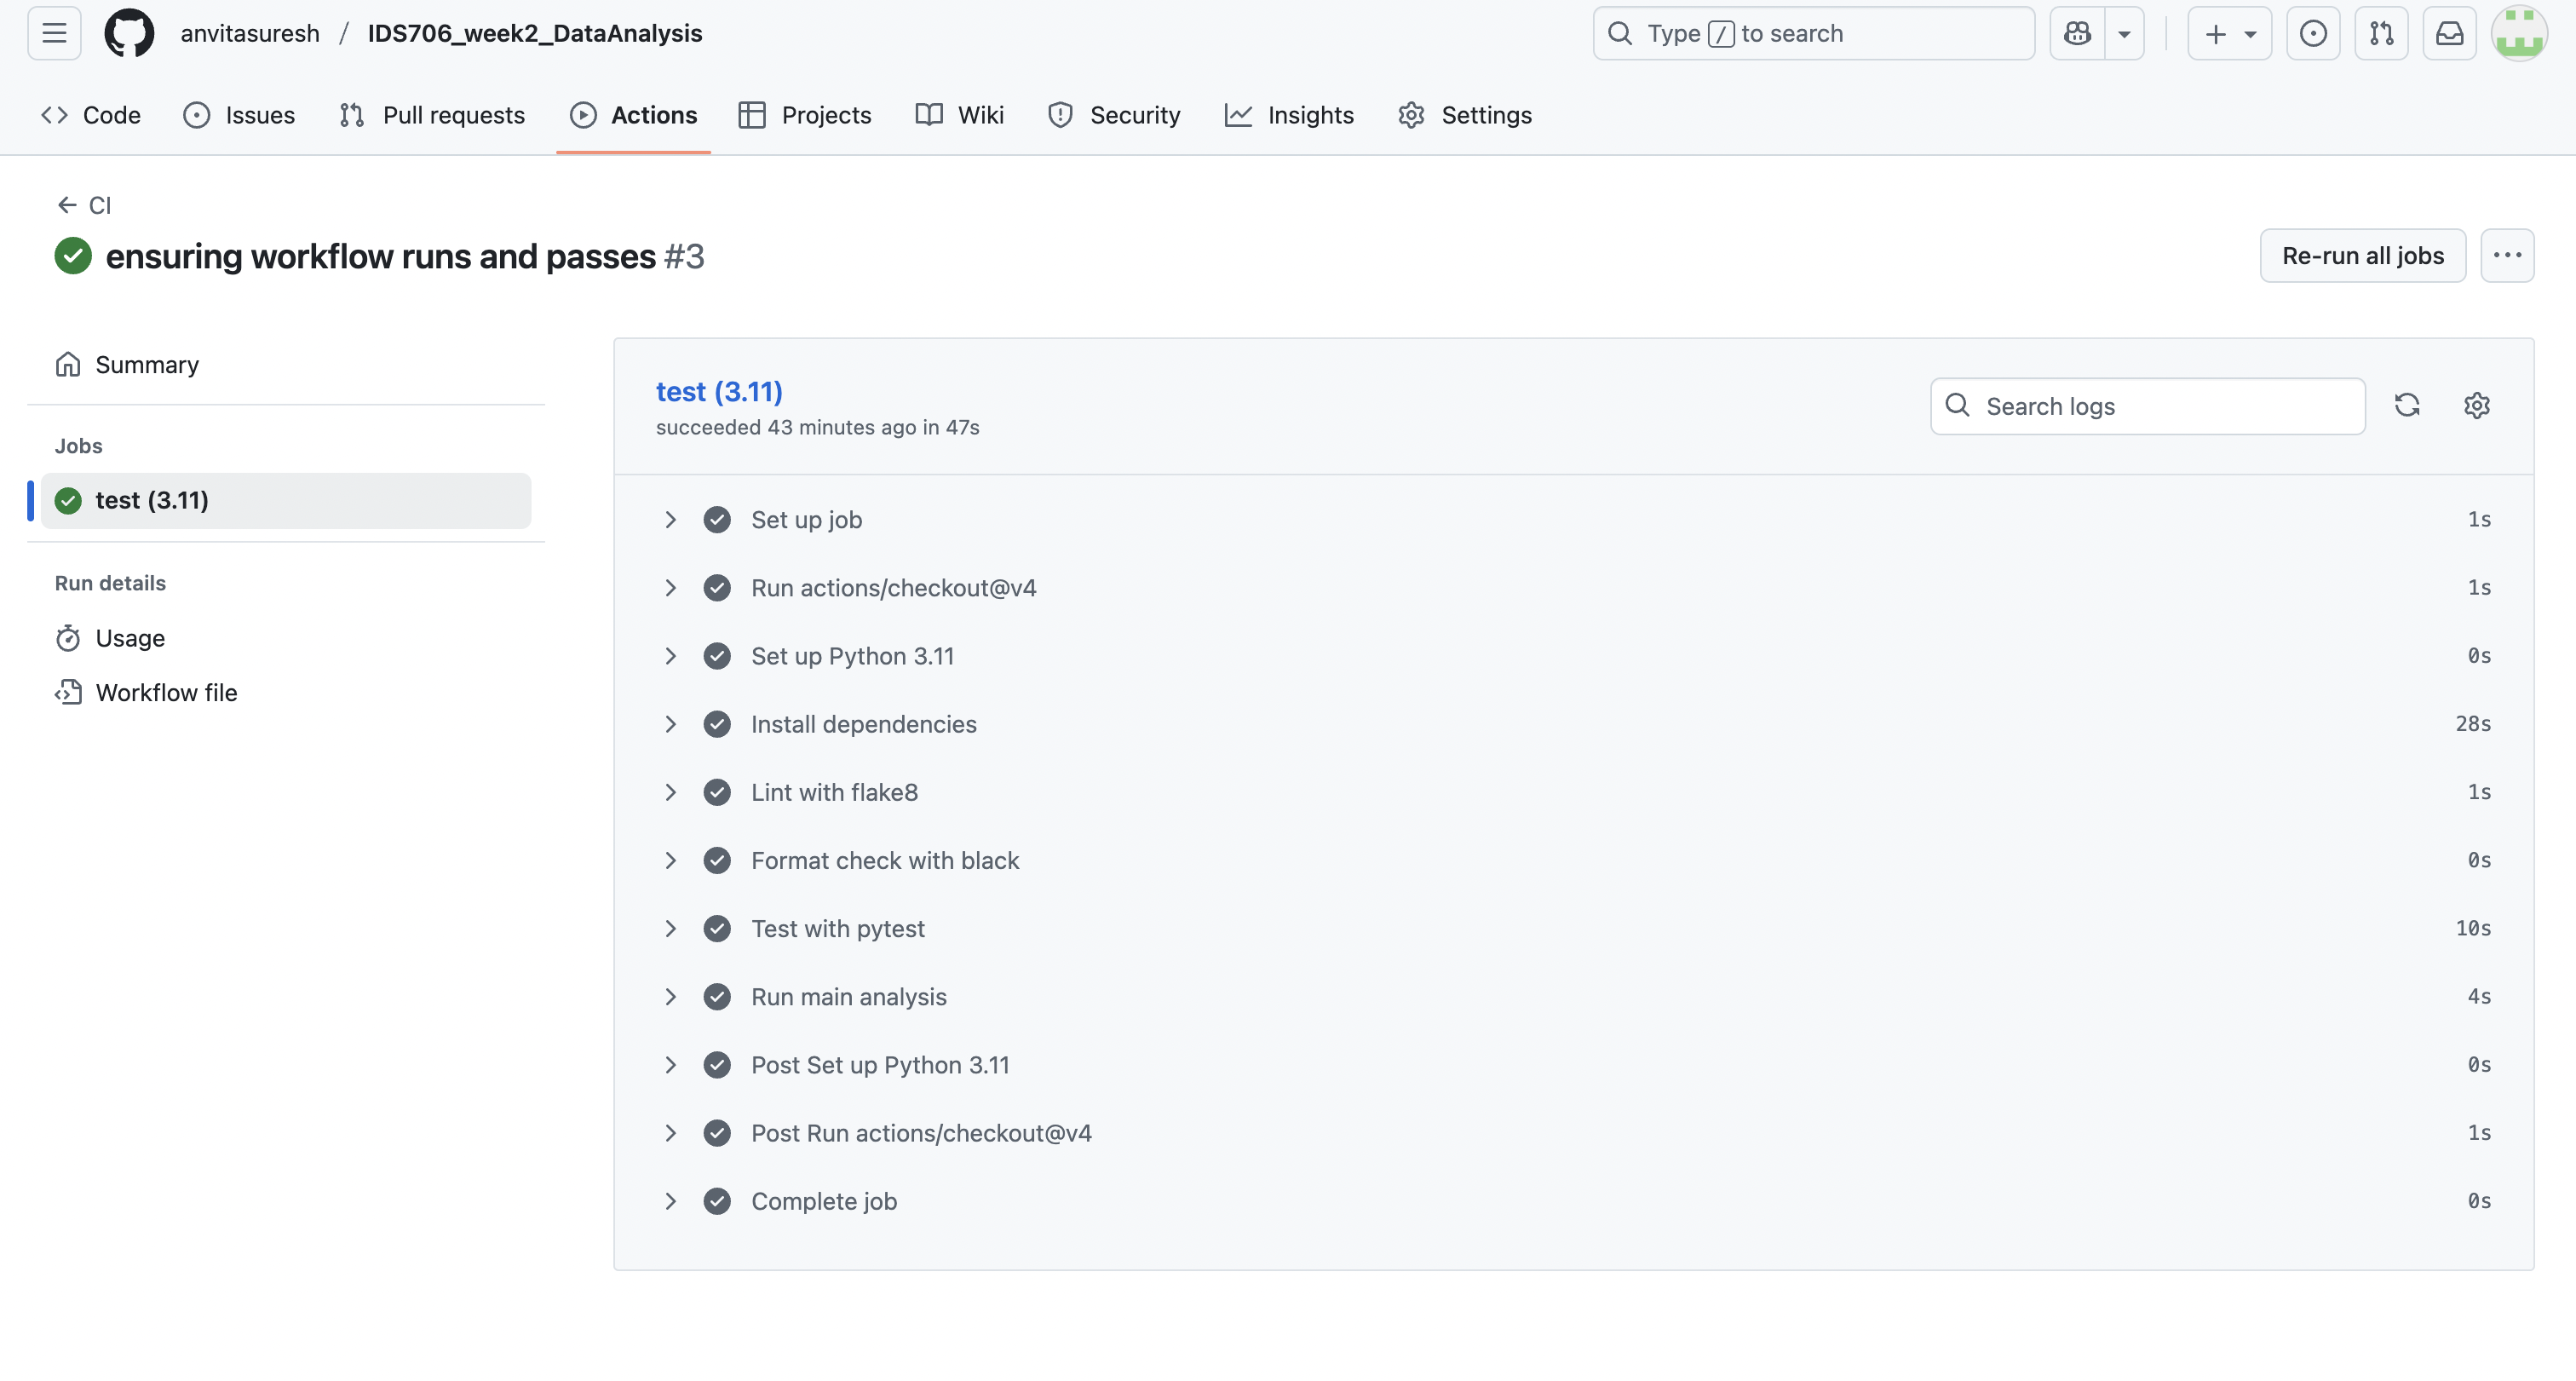 anvitasuresh / IDS706_week2_DataAnalysis
Type / to search
Code Issues Pull requests Actions Projects Wiki Security Insights Settings
CI
ensuring workflow runs and passes #3
Re-run all jobs
Summary
Jobs
test (3.11)
Run details
Usage
Workflow file
test (3.11)
succeeded 43 minutes ago in 47s
Search logs
Set up job 1s
Run actions/checkout@v4 1s
Set up Python 3.11 0s
Install dependencies 28s
Lint with flake8 1s
Format check with black 0s
Test with pytest 10s
Run main analysis 4s
Post Set up Python 3.11 0s
Post Run actions/checkout@v4 1s
Complete job 0s